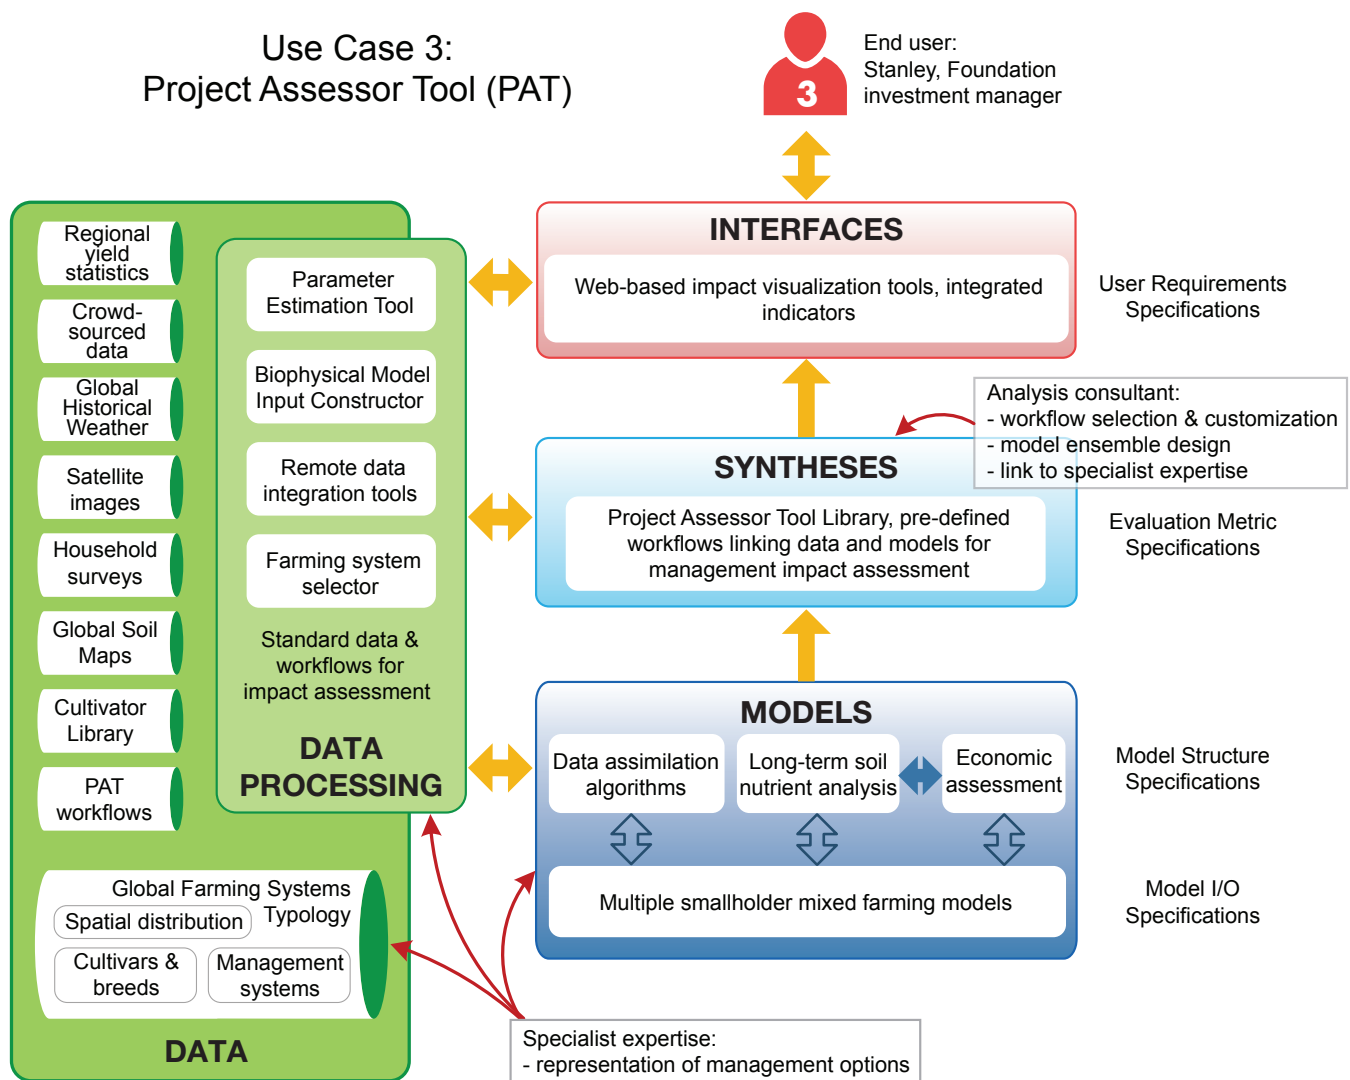 Use Case 3:
Project Assessor Tool (PAT)
3
End user:
Stanley, Foundation
investment manager
Regional
yield
statistics
Crowd-
sourced
data
Global
Historical
Weather
Satellite
images
Household
surveys
Global Soil
Maps
Cultivator
Library
PAT
workflows
Global Farming Systems
Typology
Spatial distribution
Cultivars &
breeds
Management
systems
DATA
Parameter
Estimation Tool
Biophysical Model
Input Constructor
Remote data
integration tools
Farming system
selector
Standard data &
workflows for
impact assessment
DATA
PROCESSING
INTERFACES
Web-based impact visualization tools, integrated
indicators
User Requirements
Specifications
Analysis consultant:
- workflow selection & customization
- model ensemble design
- link to specialist expertise
SYNTHESES
Project Assessor Tool Library, pre-defined
workflows linking data and models for
management impact assessment
Evaluation Metric
Specifications
MODELS
Data assimilation
algorithms
Long-term soil
nutrient analysis
Economic
assessment
Model Structure
Specifications
Multiple smallholder mixed farming models
Model I/O
Specifications
Specialist expertise:
- representation of management options